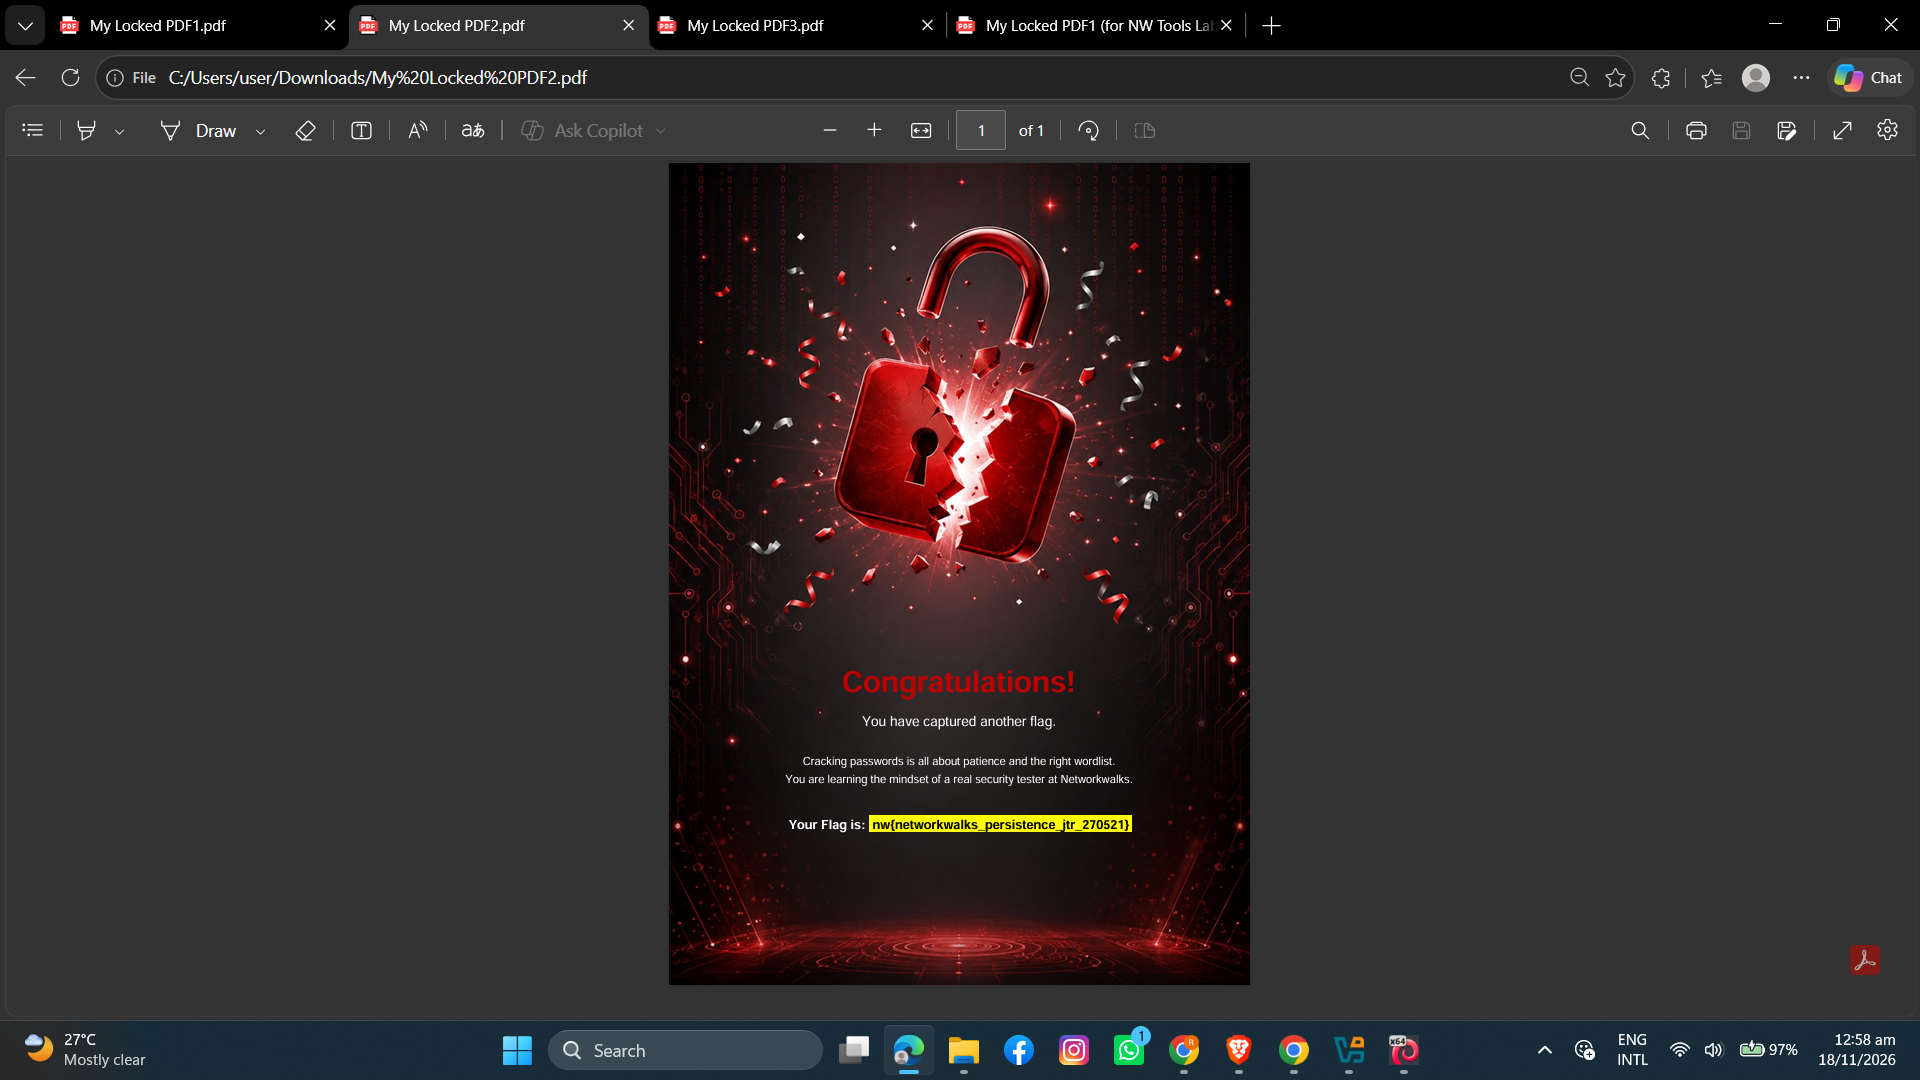 My Locked PDF1.pdf
My Locked PDF2.pdf
My Locked PDF3.pdf
My Locked PDF1 (for NW Tools La
File C:/Users/user/Downloads/My%20Locked%20PDF2.pdf
Chat
Draw
Ask Copilot
1 of 1
Congratulations!
You have captured another flag.
Cracking passwords is all about patience and the right wordlist.
You are learning the mindset of a real security tester at Networkwalks.
Your Flag is: nw{networkwalks_persistence_jtr_270521}
27°C
Mostly clear
Search
1
R
x64
ENG
INTL
97%
12:58 am
18/11/2026